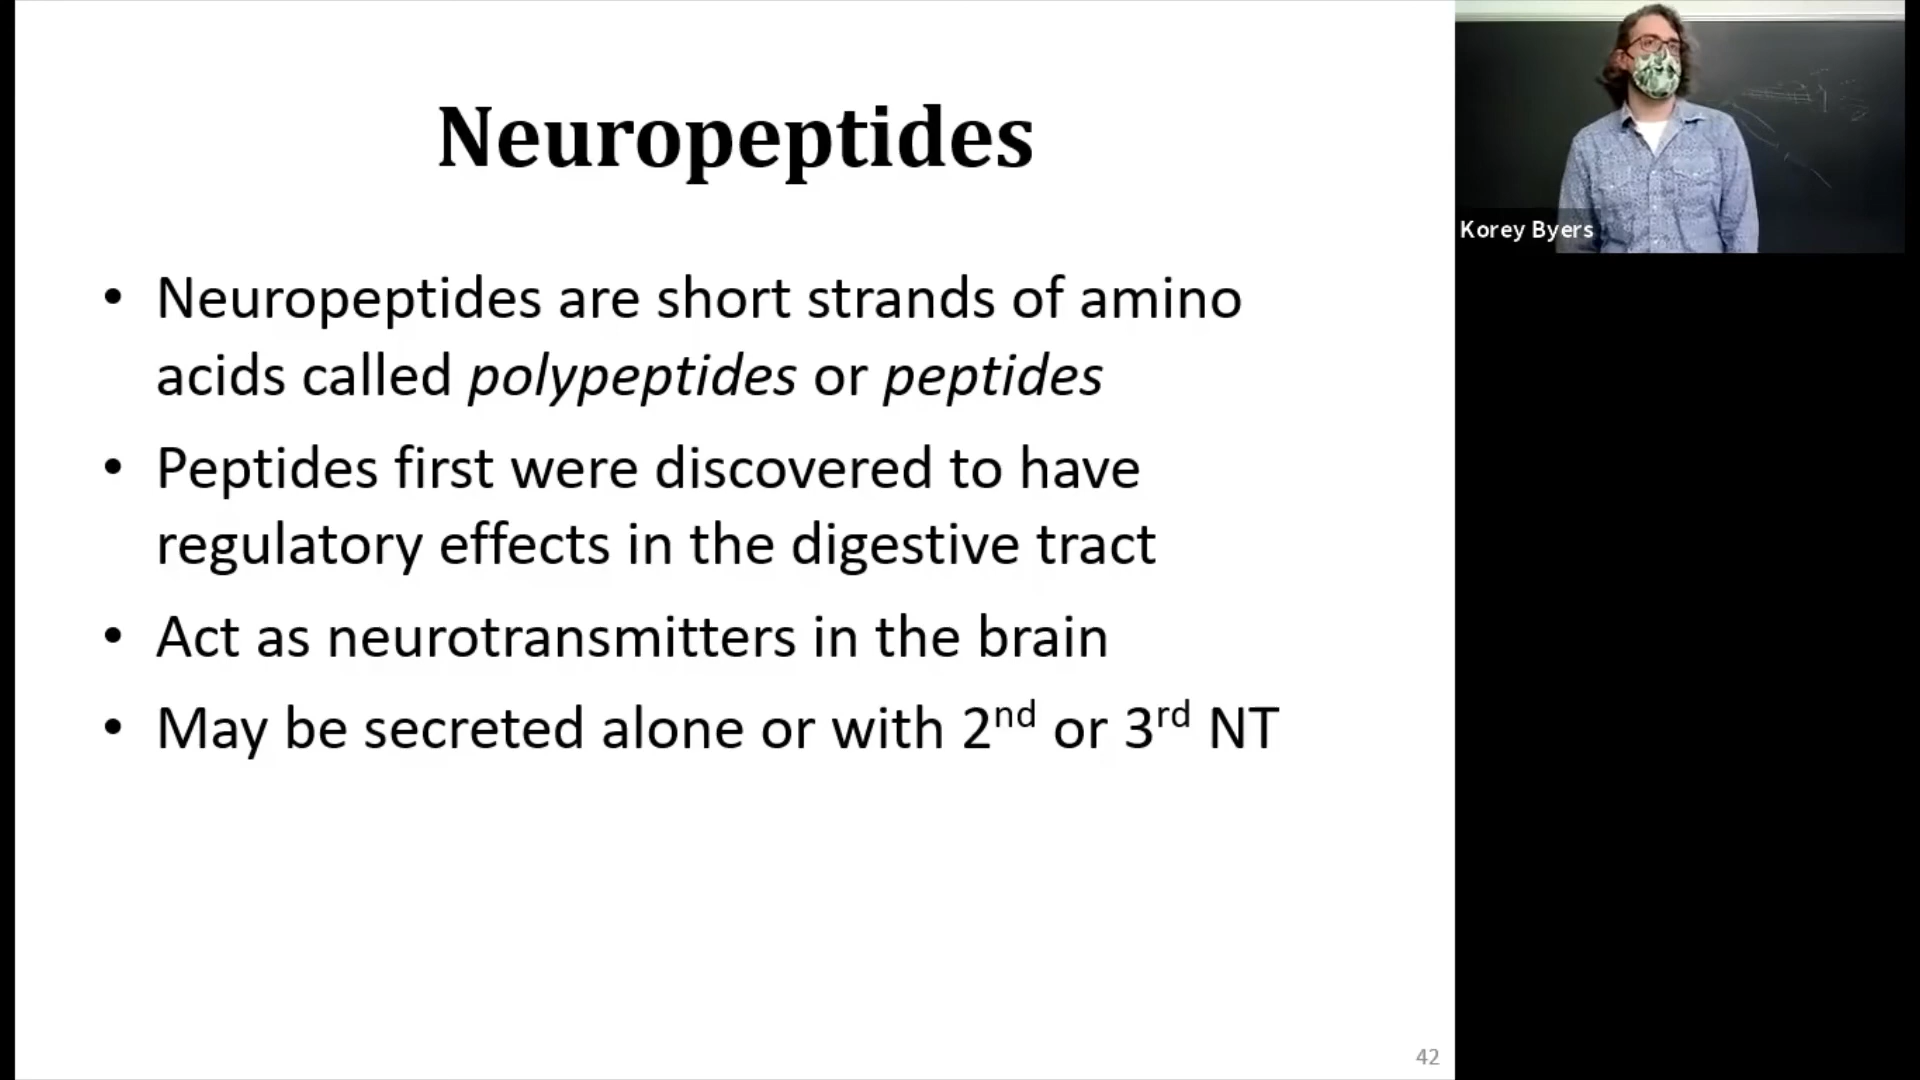 Neuropeptides
• Neuropeptides are short strands of amino
acids called polypeptides or peptides
• Peptides first were discovered to have
regulatory effects in the digestive tract
• Act as neurotransmitters in the brain
• May be secreted alone or with 2nd or 3rd NT
42
Korey Byers